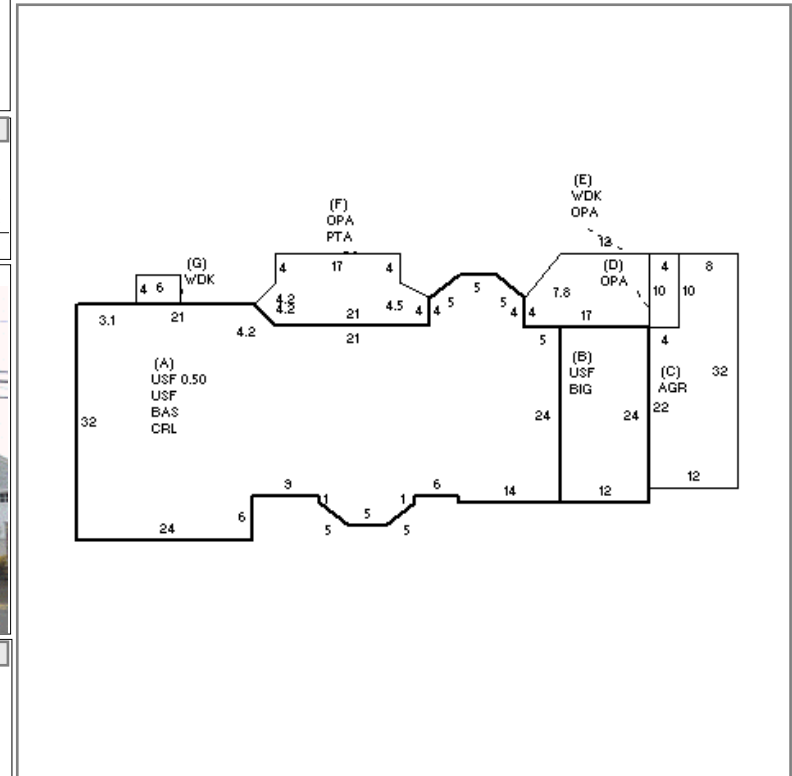 (E)
WDK
OPA
12
(F)
OPA
PTA
(G)
WDK
4 17 4
(D)
OPA
4 8
4 6
4.2
4.2
4.5 4 4
5 5 5
4 4
7.8
10 10
3.1 21
4.2
21
21
17
5
4
(A)
USF 0.50
USF
BAS
CRL
(B)
USF
BIG
(C)
AGR
32
32
22
24 24
9
6
12
14 12
1 1
5
6
24
5 5